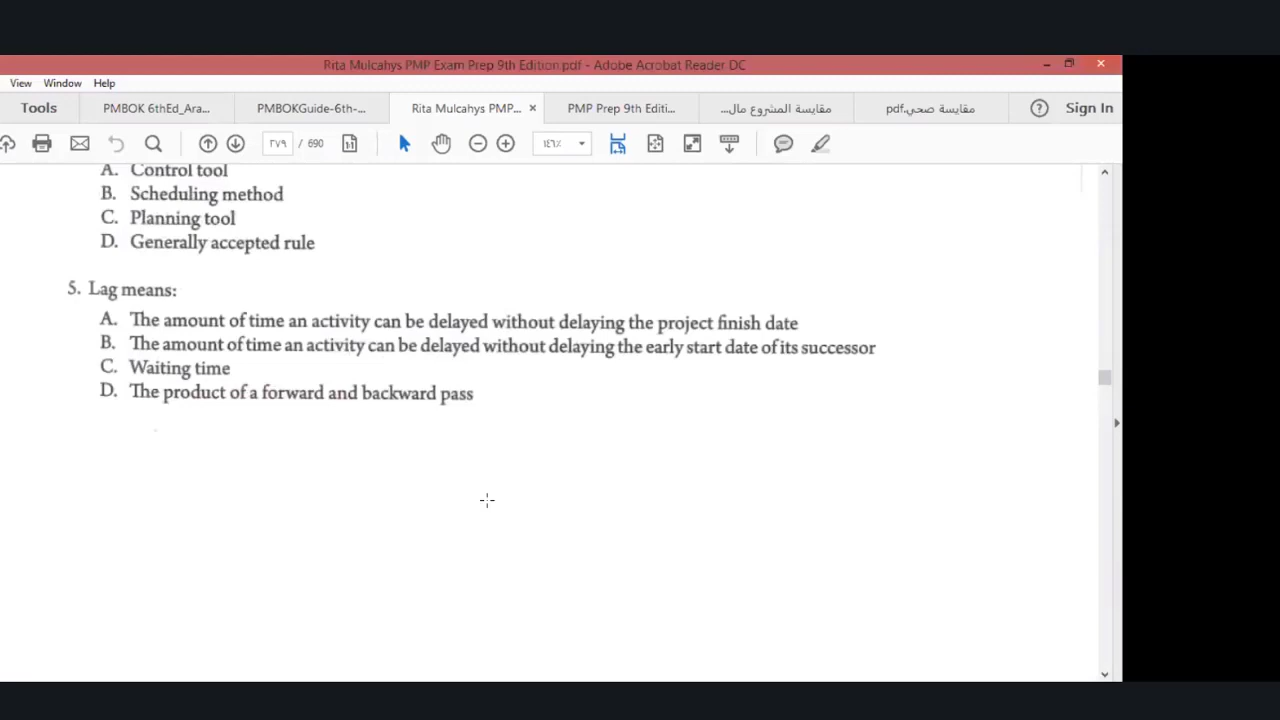 Rita Mulcahys PMP Exam Prep 9th Edition.pdf - Adobe Acrobat Reader DC
View Window Help
Tools PMBOK 6thEd_Ara... PMBOKGuide-6th-... Rita Mulcahys PMP... × PMP Prep 9th Editi... مقايسة المشروع مال... مقايسة صحي.pdf Sign In
٢٧٩ / 690 ١٤٦٪
A. Control tool
B. Scheduling method
C. Planning tool
D. Generally accepted rule
5. Lag means:
A. The amount of time an activity can be delayed without delaying the project finish date
B. The amount of time an activity can be delayed without delaying the early start date of its successor
C. Waiting time
D. The product of a forward and backward pass